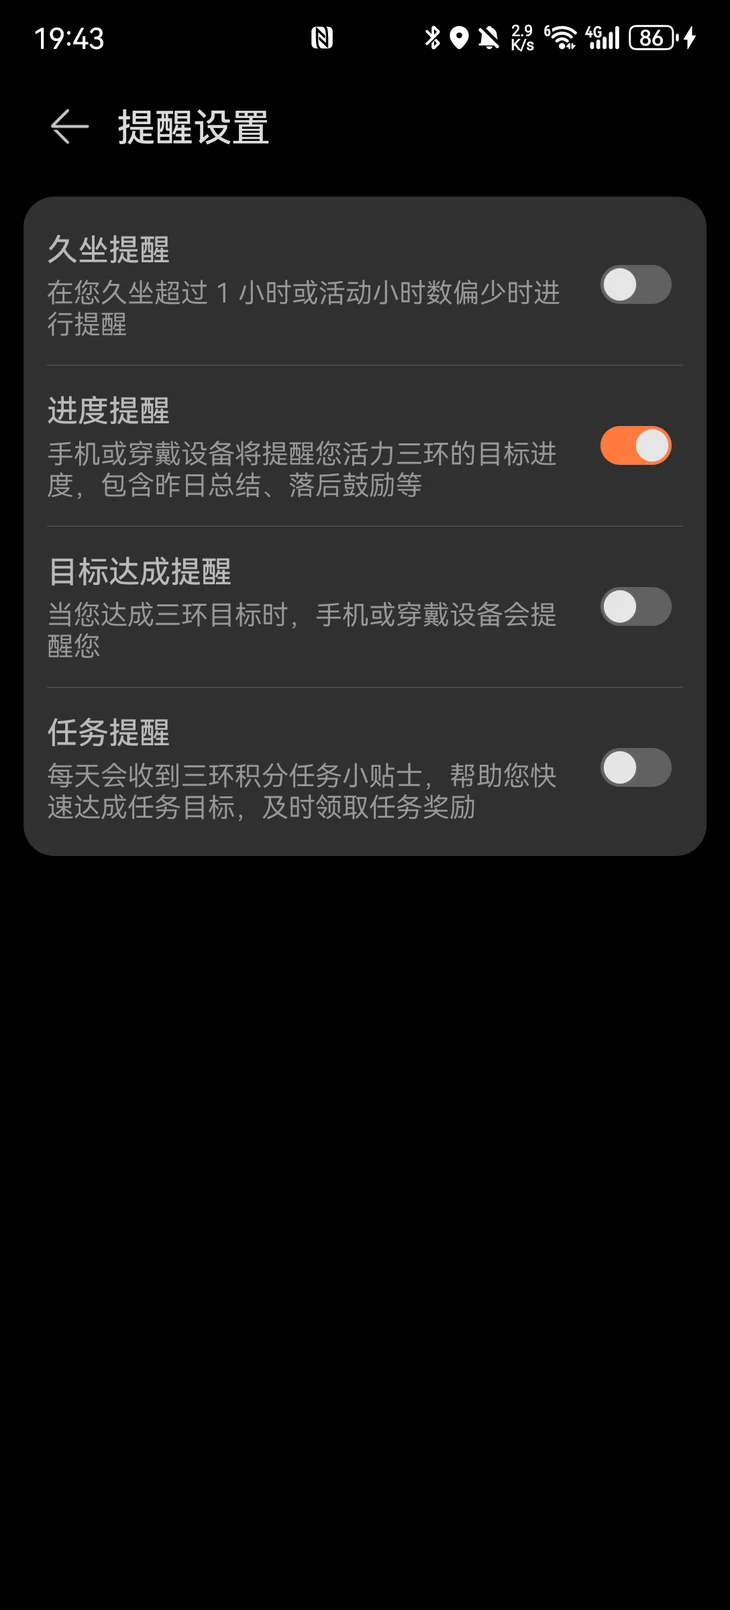 19:43
2.9
K/s
6
4G
86
提醒设置
久坐提醒
在您久坐超过 1 小时或活动小时数偏少时进
行提醒
进度提醒
手机或穿戴设备将提醒您活力三环的目标进
度，包含昨日总结、落后鼓励等
目标达成提醒
当您达成三环目标时，手机或穿戴设备会提
醒您
任务提醒
每天会收到三环积分任务小贴士，帮助您快
速达成任务目标，及时领取任务奖励